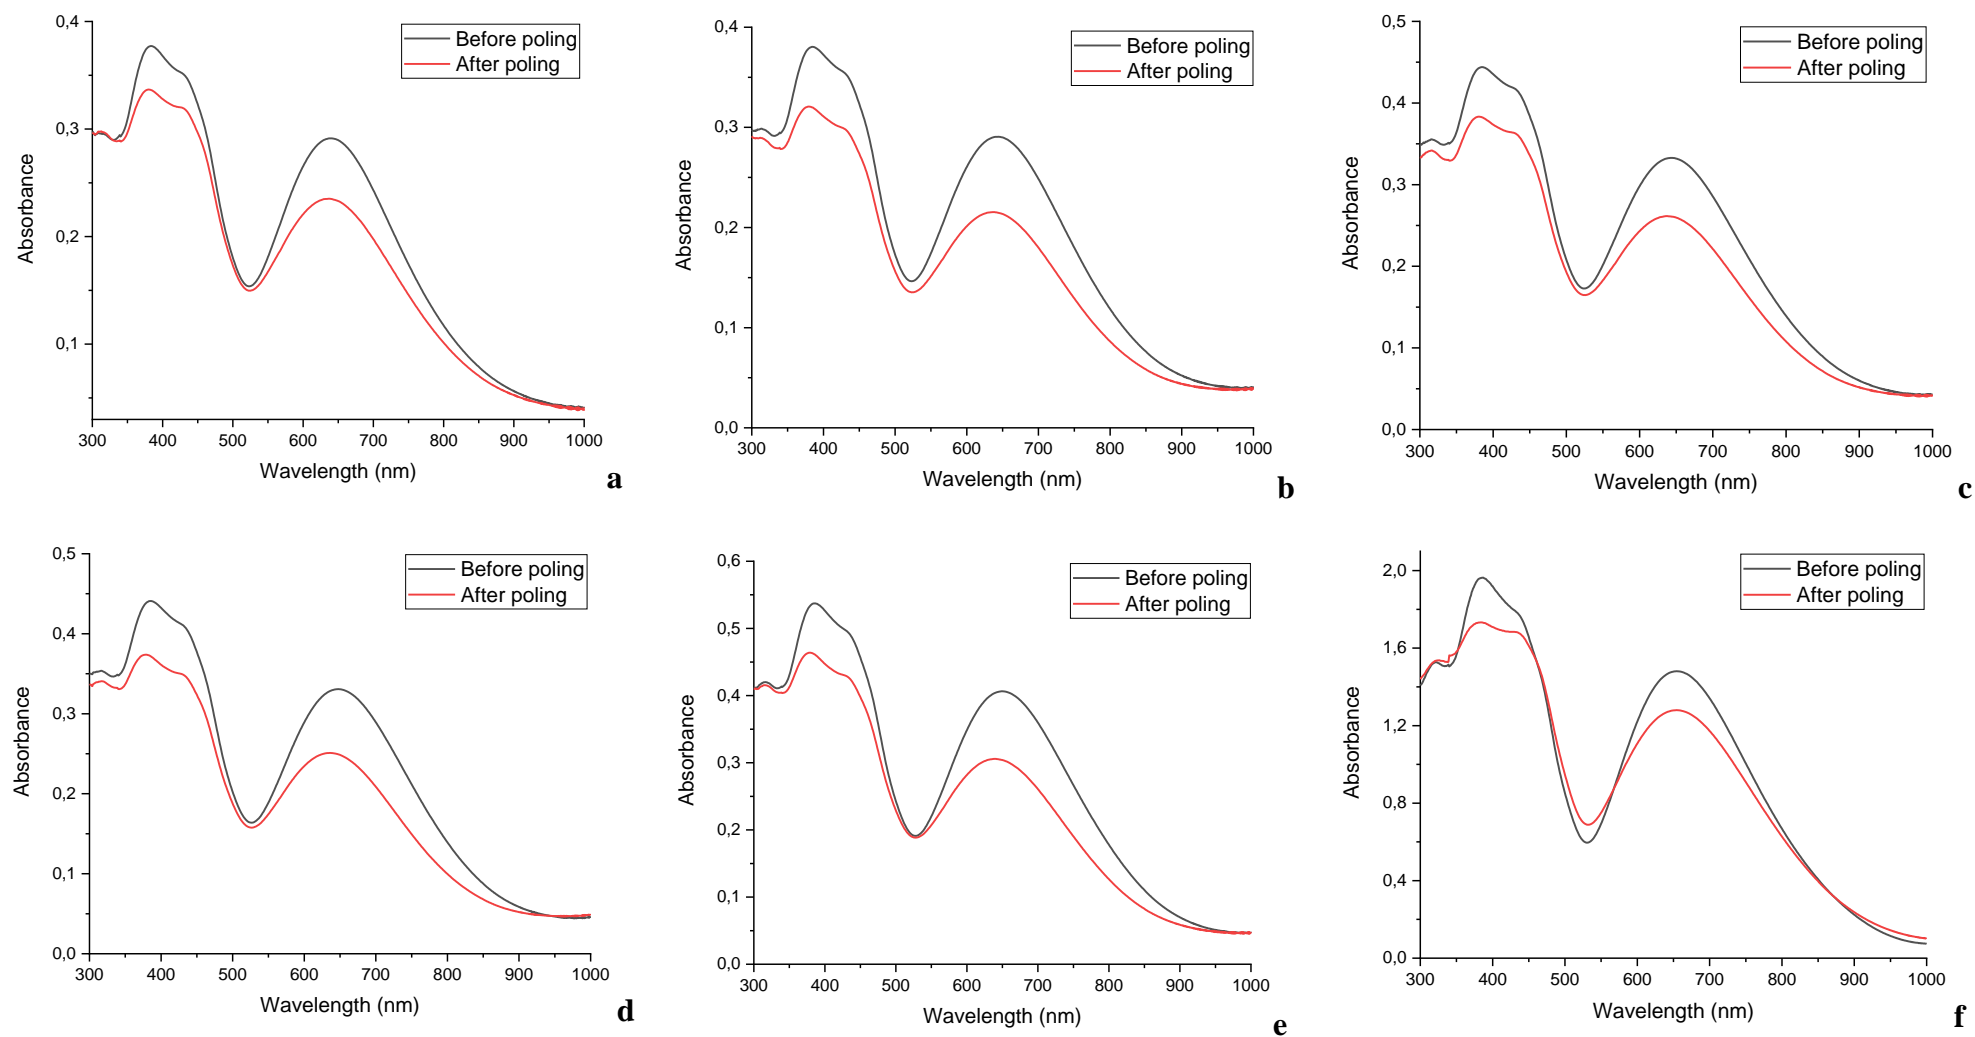 0,4
0,3
0,2
0,1
Absorbance
Before poling
After poling
300 400 500 600 700 800 900 1000
Wavelength (nm)
a
0,4
0,3
0,2
0,1
0,0
Absorbance
Before poling
After poling
300 400 500 600 700 800 900 1000
Wavelength (nm)
b
0,5
0,4
0,3
0,2
0,1
0,0
Absorbance
Before poling
After poling
300 400 500 600 700 800 900 1000
Wavelength (nm)
c
0,5
0,4
0,3
0,2
0,1
0,0
Absorbance
Before poling
After poling
300 400 500 600 700 800 900 1000
Wavelength (nm)
d
0,6
0,5
0,4
0,3
0,2
0,1
0,0
Absorbance
Before poling
After poling
300 400 500 600 700 800 900 1000
Wavelength (nm)
e
2,0
1,6
1,2
0,8
0,4
0,0
Absorbance
Before poling
After poling
300 400 500 600 700 800 900 1000
Wavelength (nm)
f